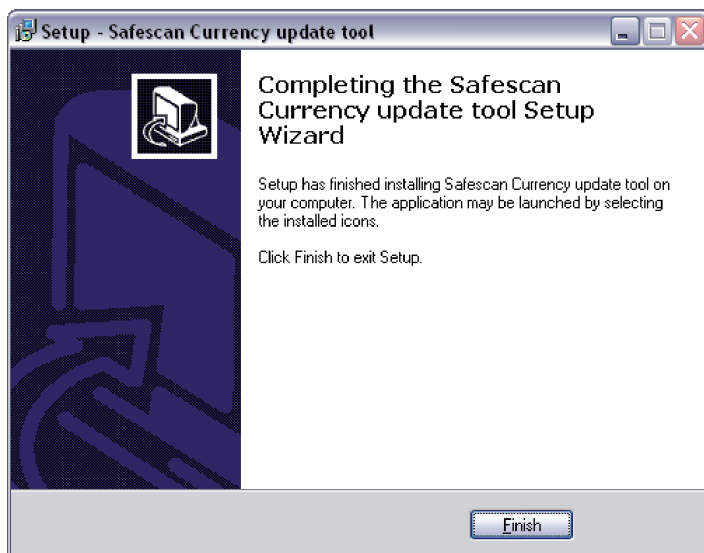 Setup - Safescan Currency update tool
Completing the Safescan
Currency update tool Setup
Wizard
Setup has finished installing Safescan Currency update tool on
your computer. The application may be launched by selecting
the installed icons.
Click Finish to exit Setup.
Finish